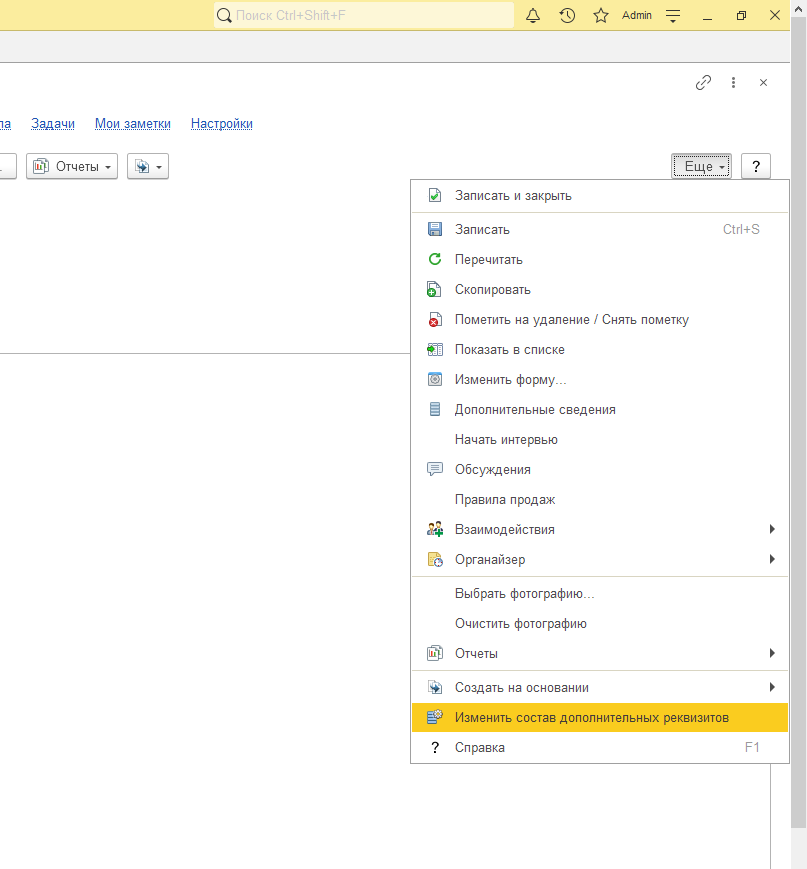 Поиск Ctrl+Shift+F
Admin
ла Задачи Мои заметки Настройки
Отчеты
Еще ?
Записать и закрыть
Записать Ctrl+S
Перечитать
Скопировать
Пометить на удаление / Снять пометку
Показать в списке
Изменить форму...
Дополнительные сведения
Начать интервью
Обсуждения
Правила продаж
Взаимодействия
Органайзер
Выбрать фотографию...
Очистить фотографию
Отчеты
Создать на основании
Изменить состав дополнительных реквизитов
? Справка F1